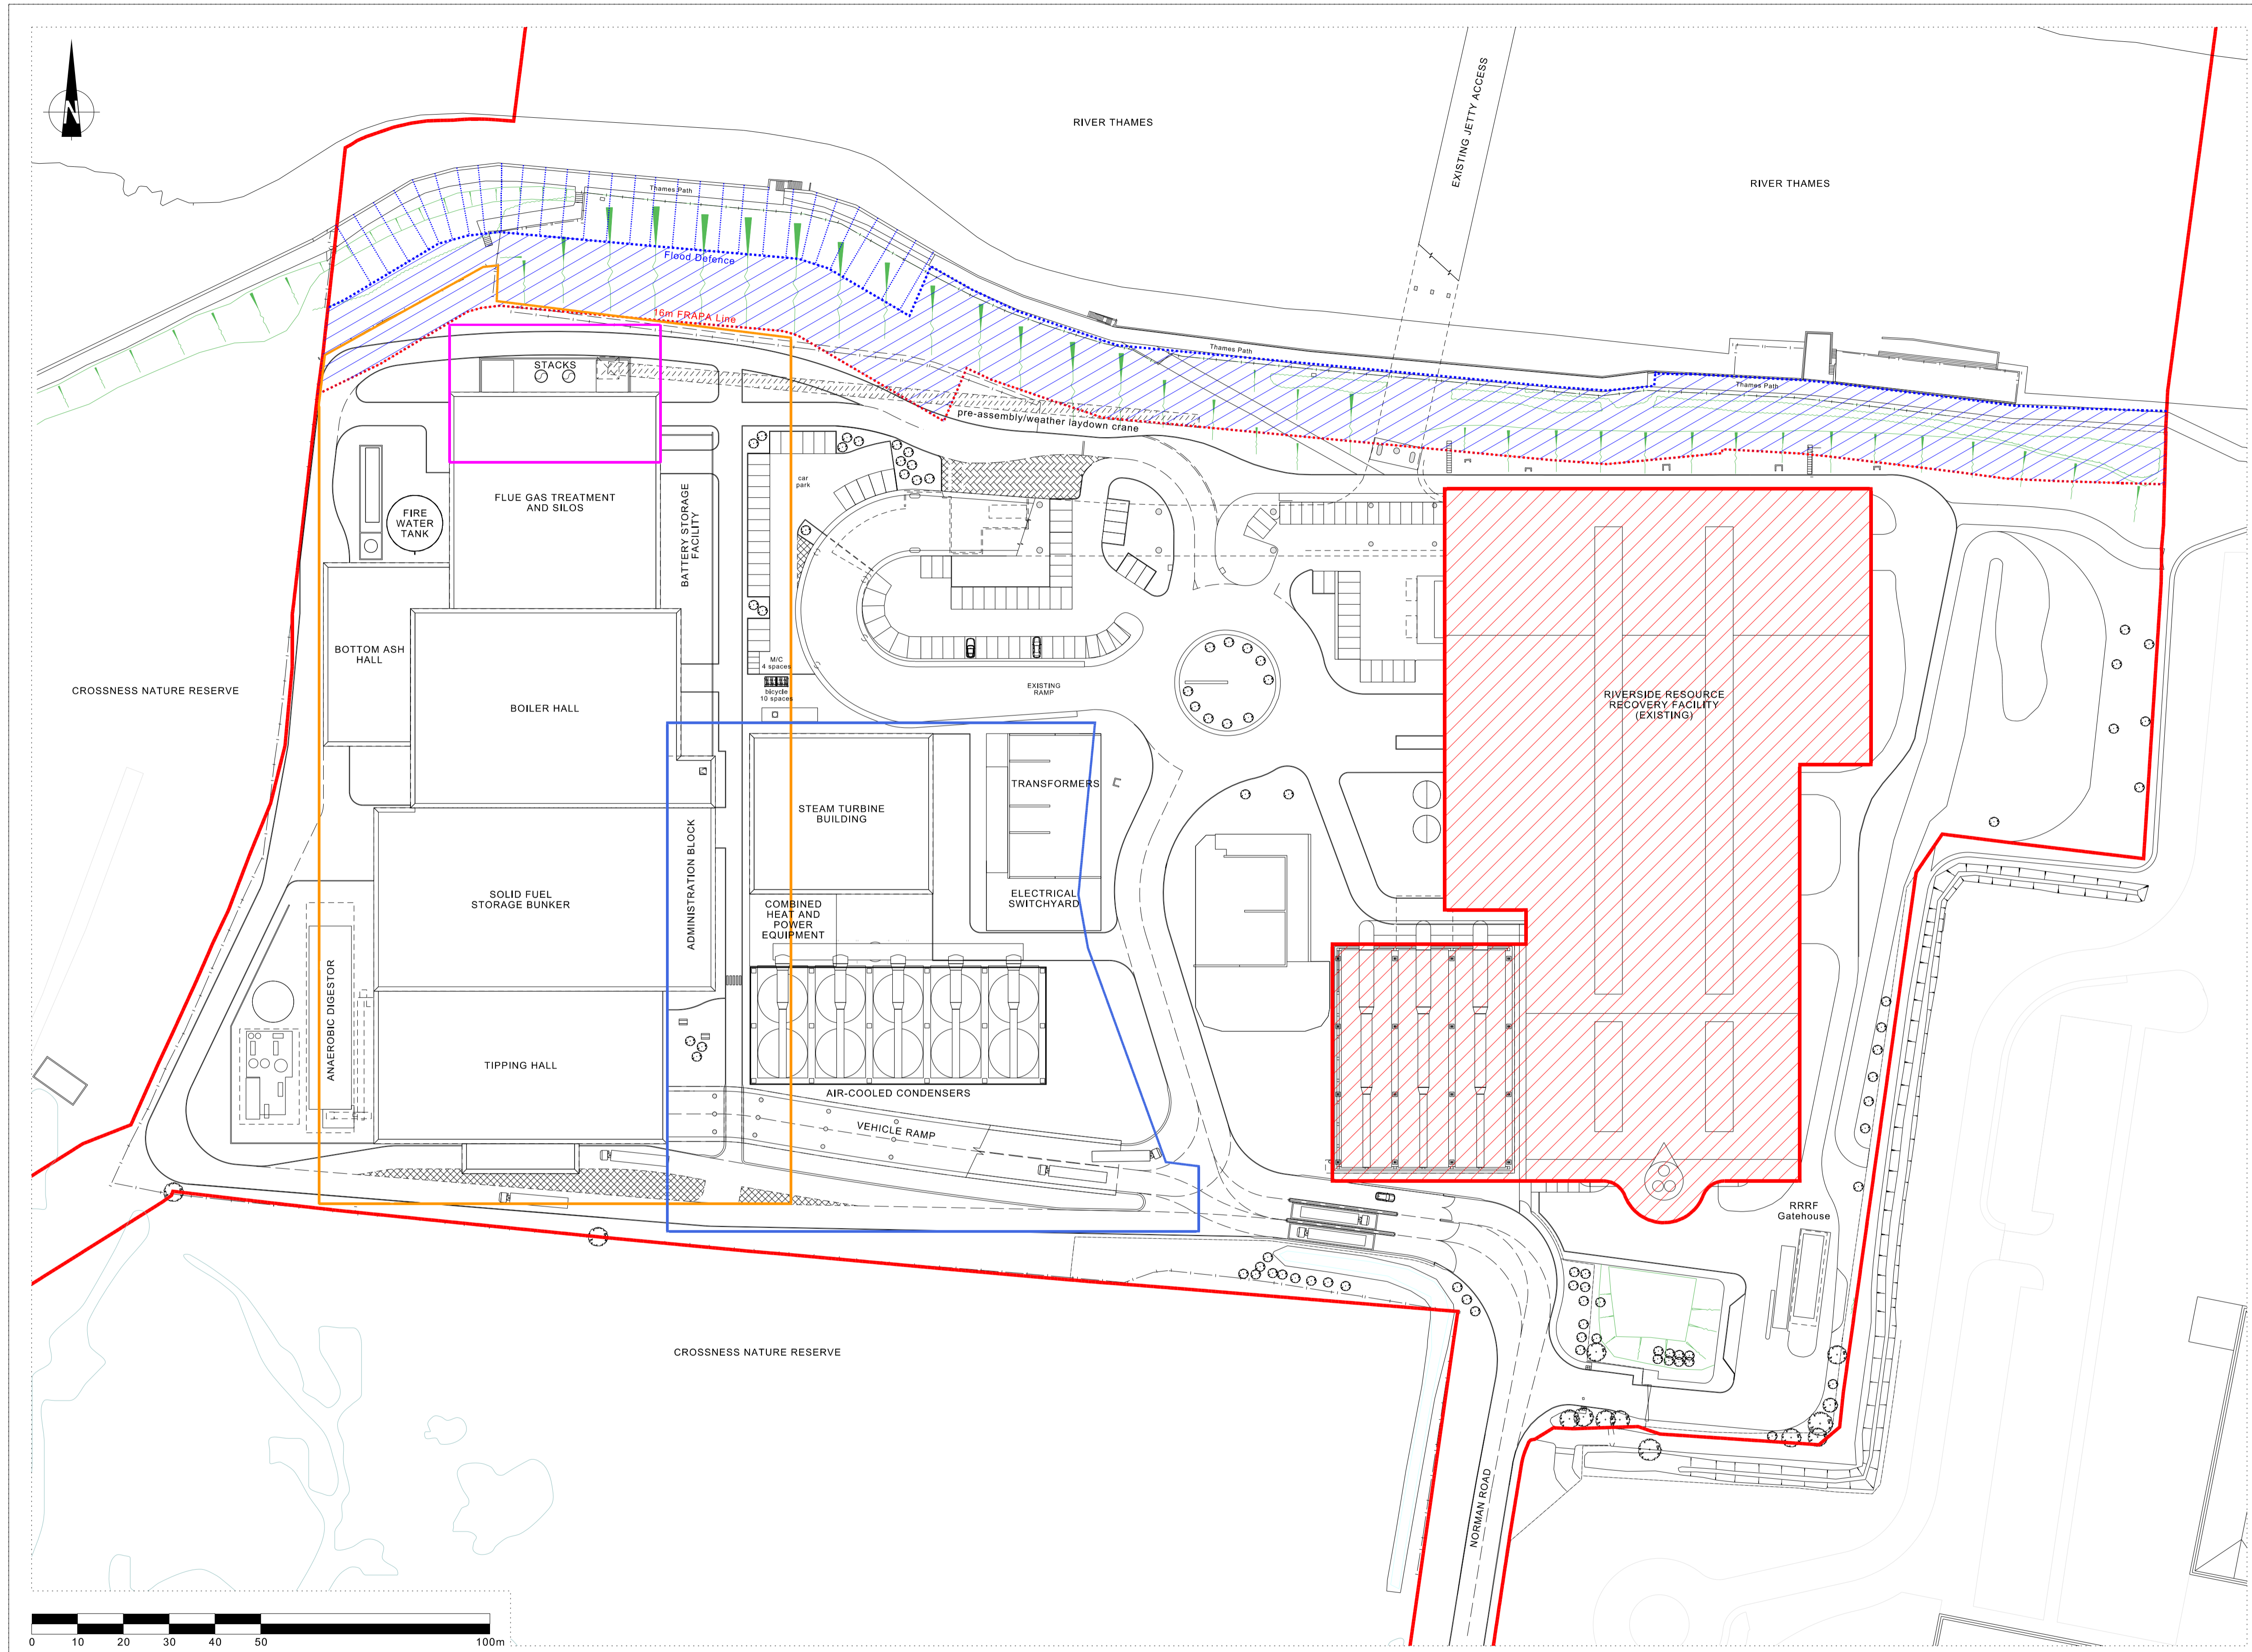 N
RIVER THAMES
EXISTING JETTY ACCESS
RIVER THAMES
Thames Path
Flood Defence
16m FRAPA Line
Thames Path
Thames Path
STACKS
pre-assembly/weather laydown crane
car
park
FLUE GAS TREATMENT
AND SILOS
BATTERY STORAGE
FACILITY
FIRE
WATER
TANK
BOTTOM ASH
HALL
CROSSNESS NATURE RESERVE
M/C
4 spaces
bicycle
10 spaces
EXISTING
RAMP
BOILER HALL
RIVERSIDE RESOURCE
RECOVERY FACILITY
(EXISTING)
TRANSFORMERS
STEAM TURBINE
BUILDING
ADMINISTRATION BLOCK
SOLID FUEL
STORAGE BUNKER
ELECTRICAL
SWITCHYARD
COMBINED
HEAT AND
POWER
EQUIPMENT
ANAEROBIC DIGESTOR
TIPPING HALL
AIR-COOLED CONDENSERS
VEHICLE RAMP
RRRF
Gatehouse
CROSSNESS NATURE RESERVE
NORMAN ROAD
0 10 20 30 40 50 100m